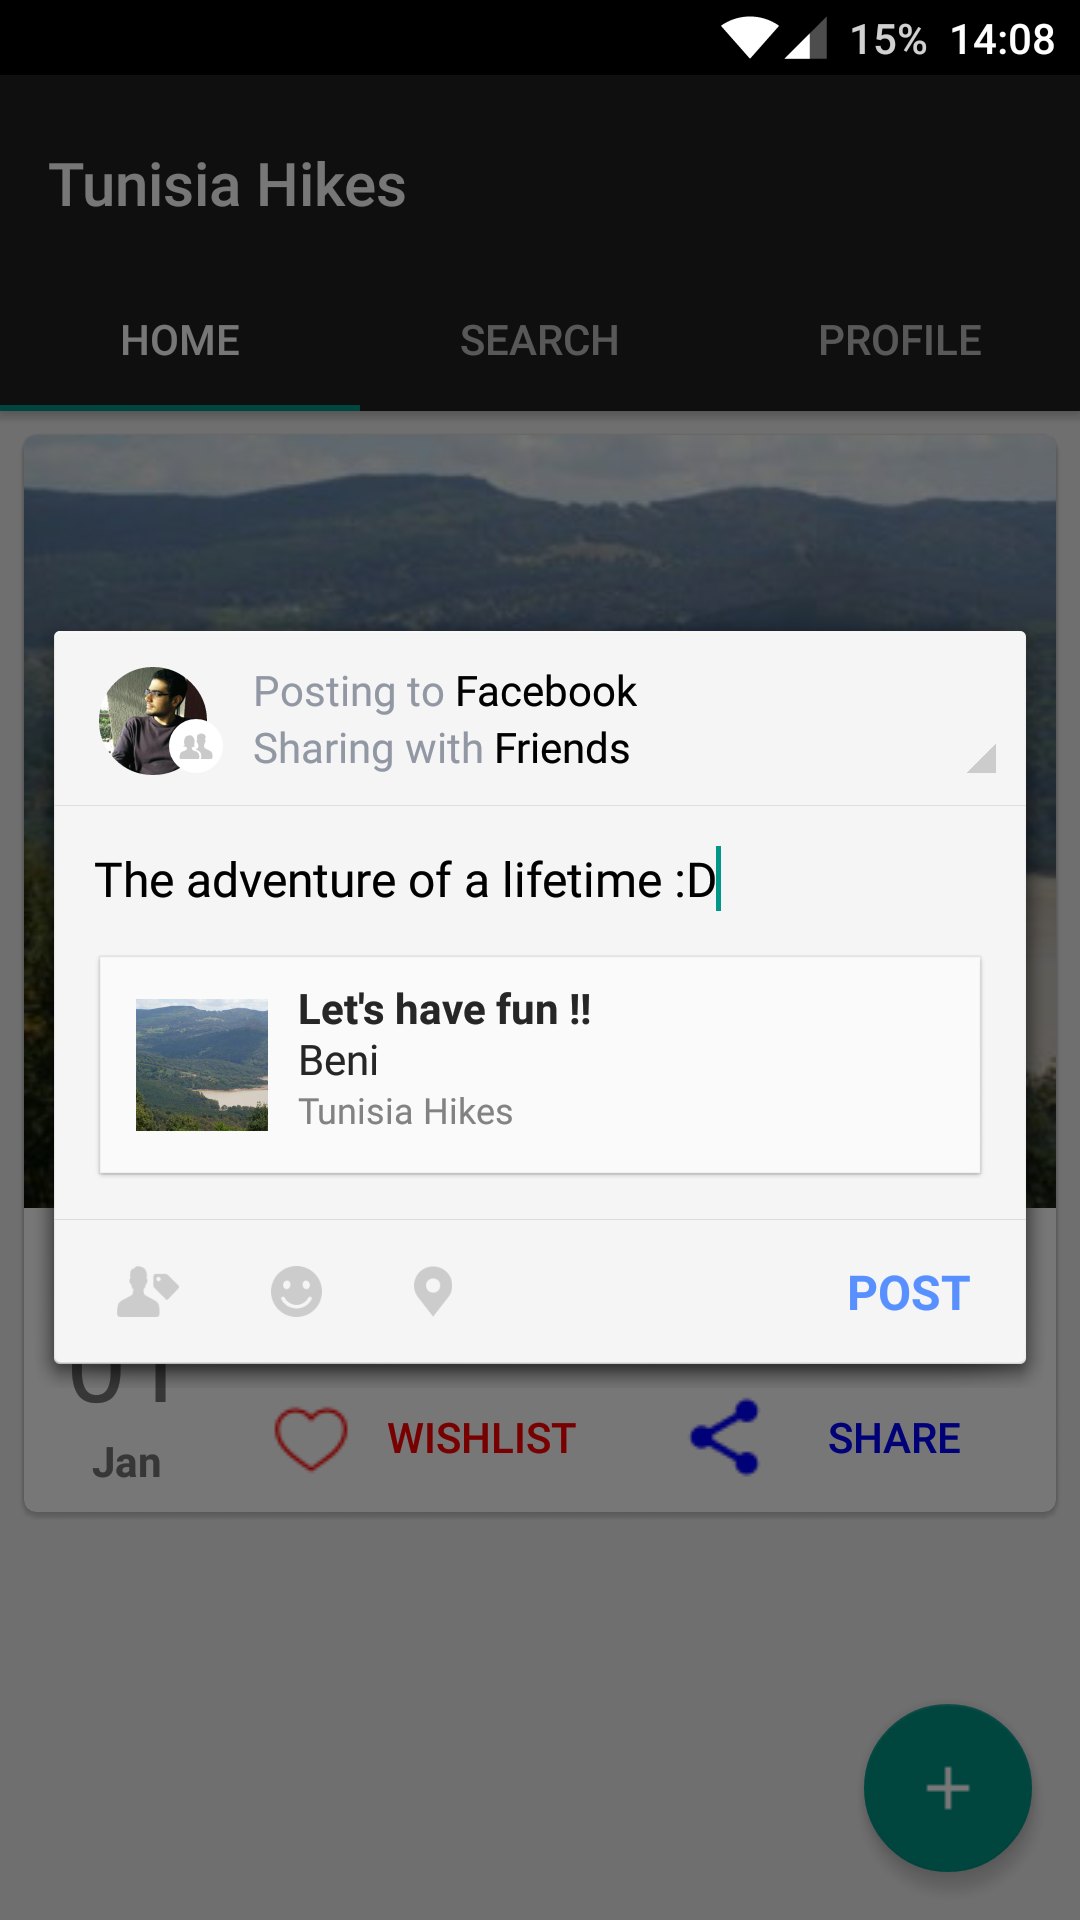 15% 14:08
Tunisia Hikes
HOME SEARCH PROFILE
Posting to Facebook
Sharing with Friends
The adventure of a lifetime :D
Let's have fun !!
Beni
Tunisia Hikes
POST
01
WISHLIST SHARE
Jan